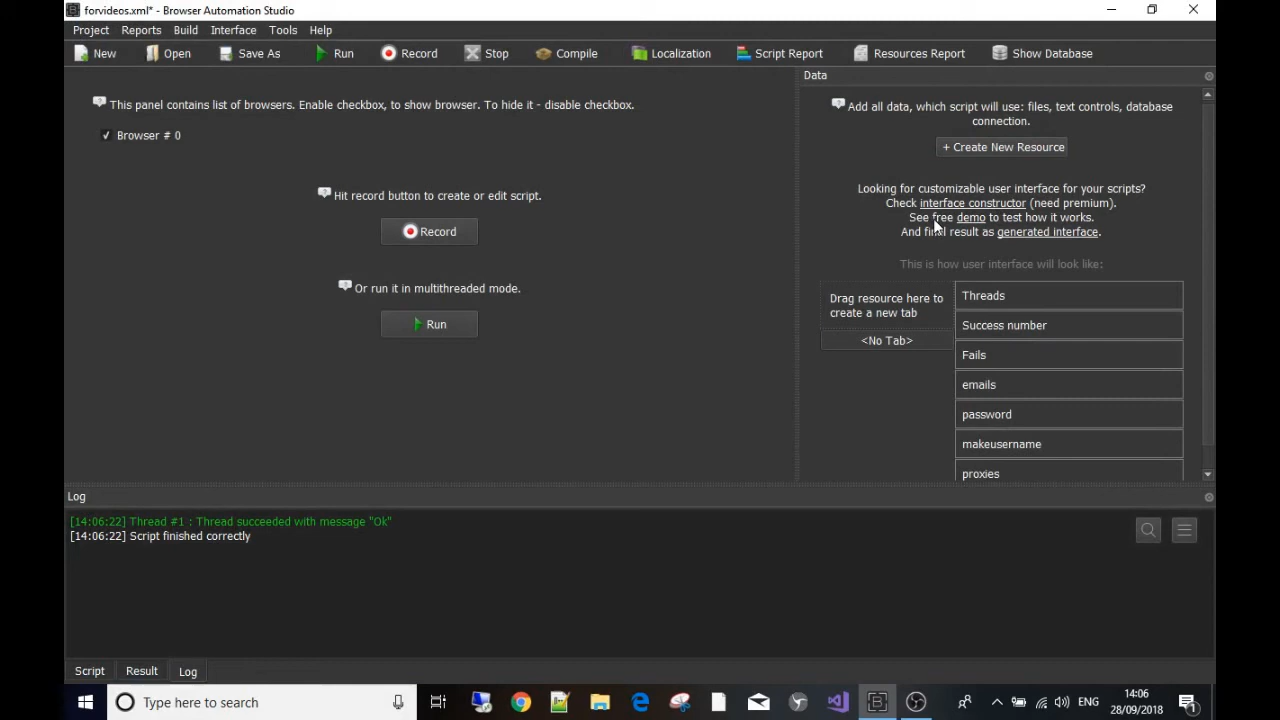 forvideos.xml* - Browser Automation Studio
Project Reports Build Interface Tools Help
New Open Save As Run Record Stop Compile Localization Script Report Resources Report Show Database
Data
This panel contains list of browsers. Enable checkbox, to show browser. To hide it - disable checkbox.
Browser # 0
Hit record button to create or edit script.
Record
Or run it in multithreaded mode.
Run
Add all data, which script will use: files, text controls, database
connection.
+ Create New Resource
Looking for customizable user interface for your scripts?
Check interface constructor (need premium).
See free demo to test how it works.
And final result as generated interface.
This is how user interface will look like:
Drag resource here to
create a new tab
<No Tab>
Threads
Success number
Fails
emails
password
makeusername
proxies
Log
[14:06:22] Thread #1 : Thread succeeded with message "Ok"
[14:06:22] Script finished correctly
Script Result Log
Type here to search
ENG
14:06
28/09/2018
1